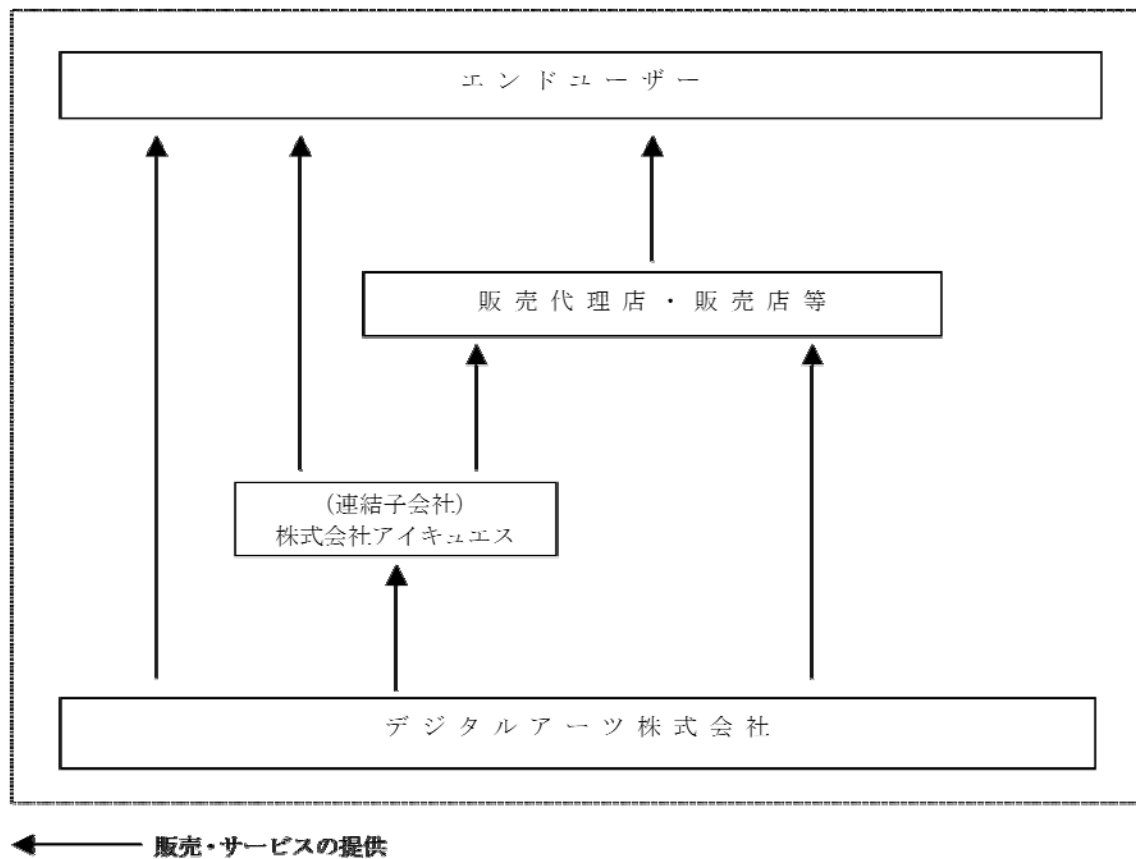 エンドユーザー
販売代理店・販売店等
(連結子会社)
株式会社アイキュエス
デジタルアーツ株式会社
販売・サービスの提供